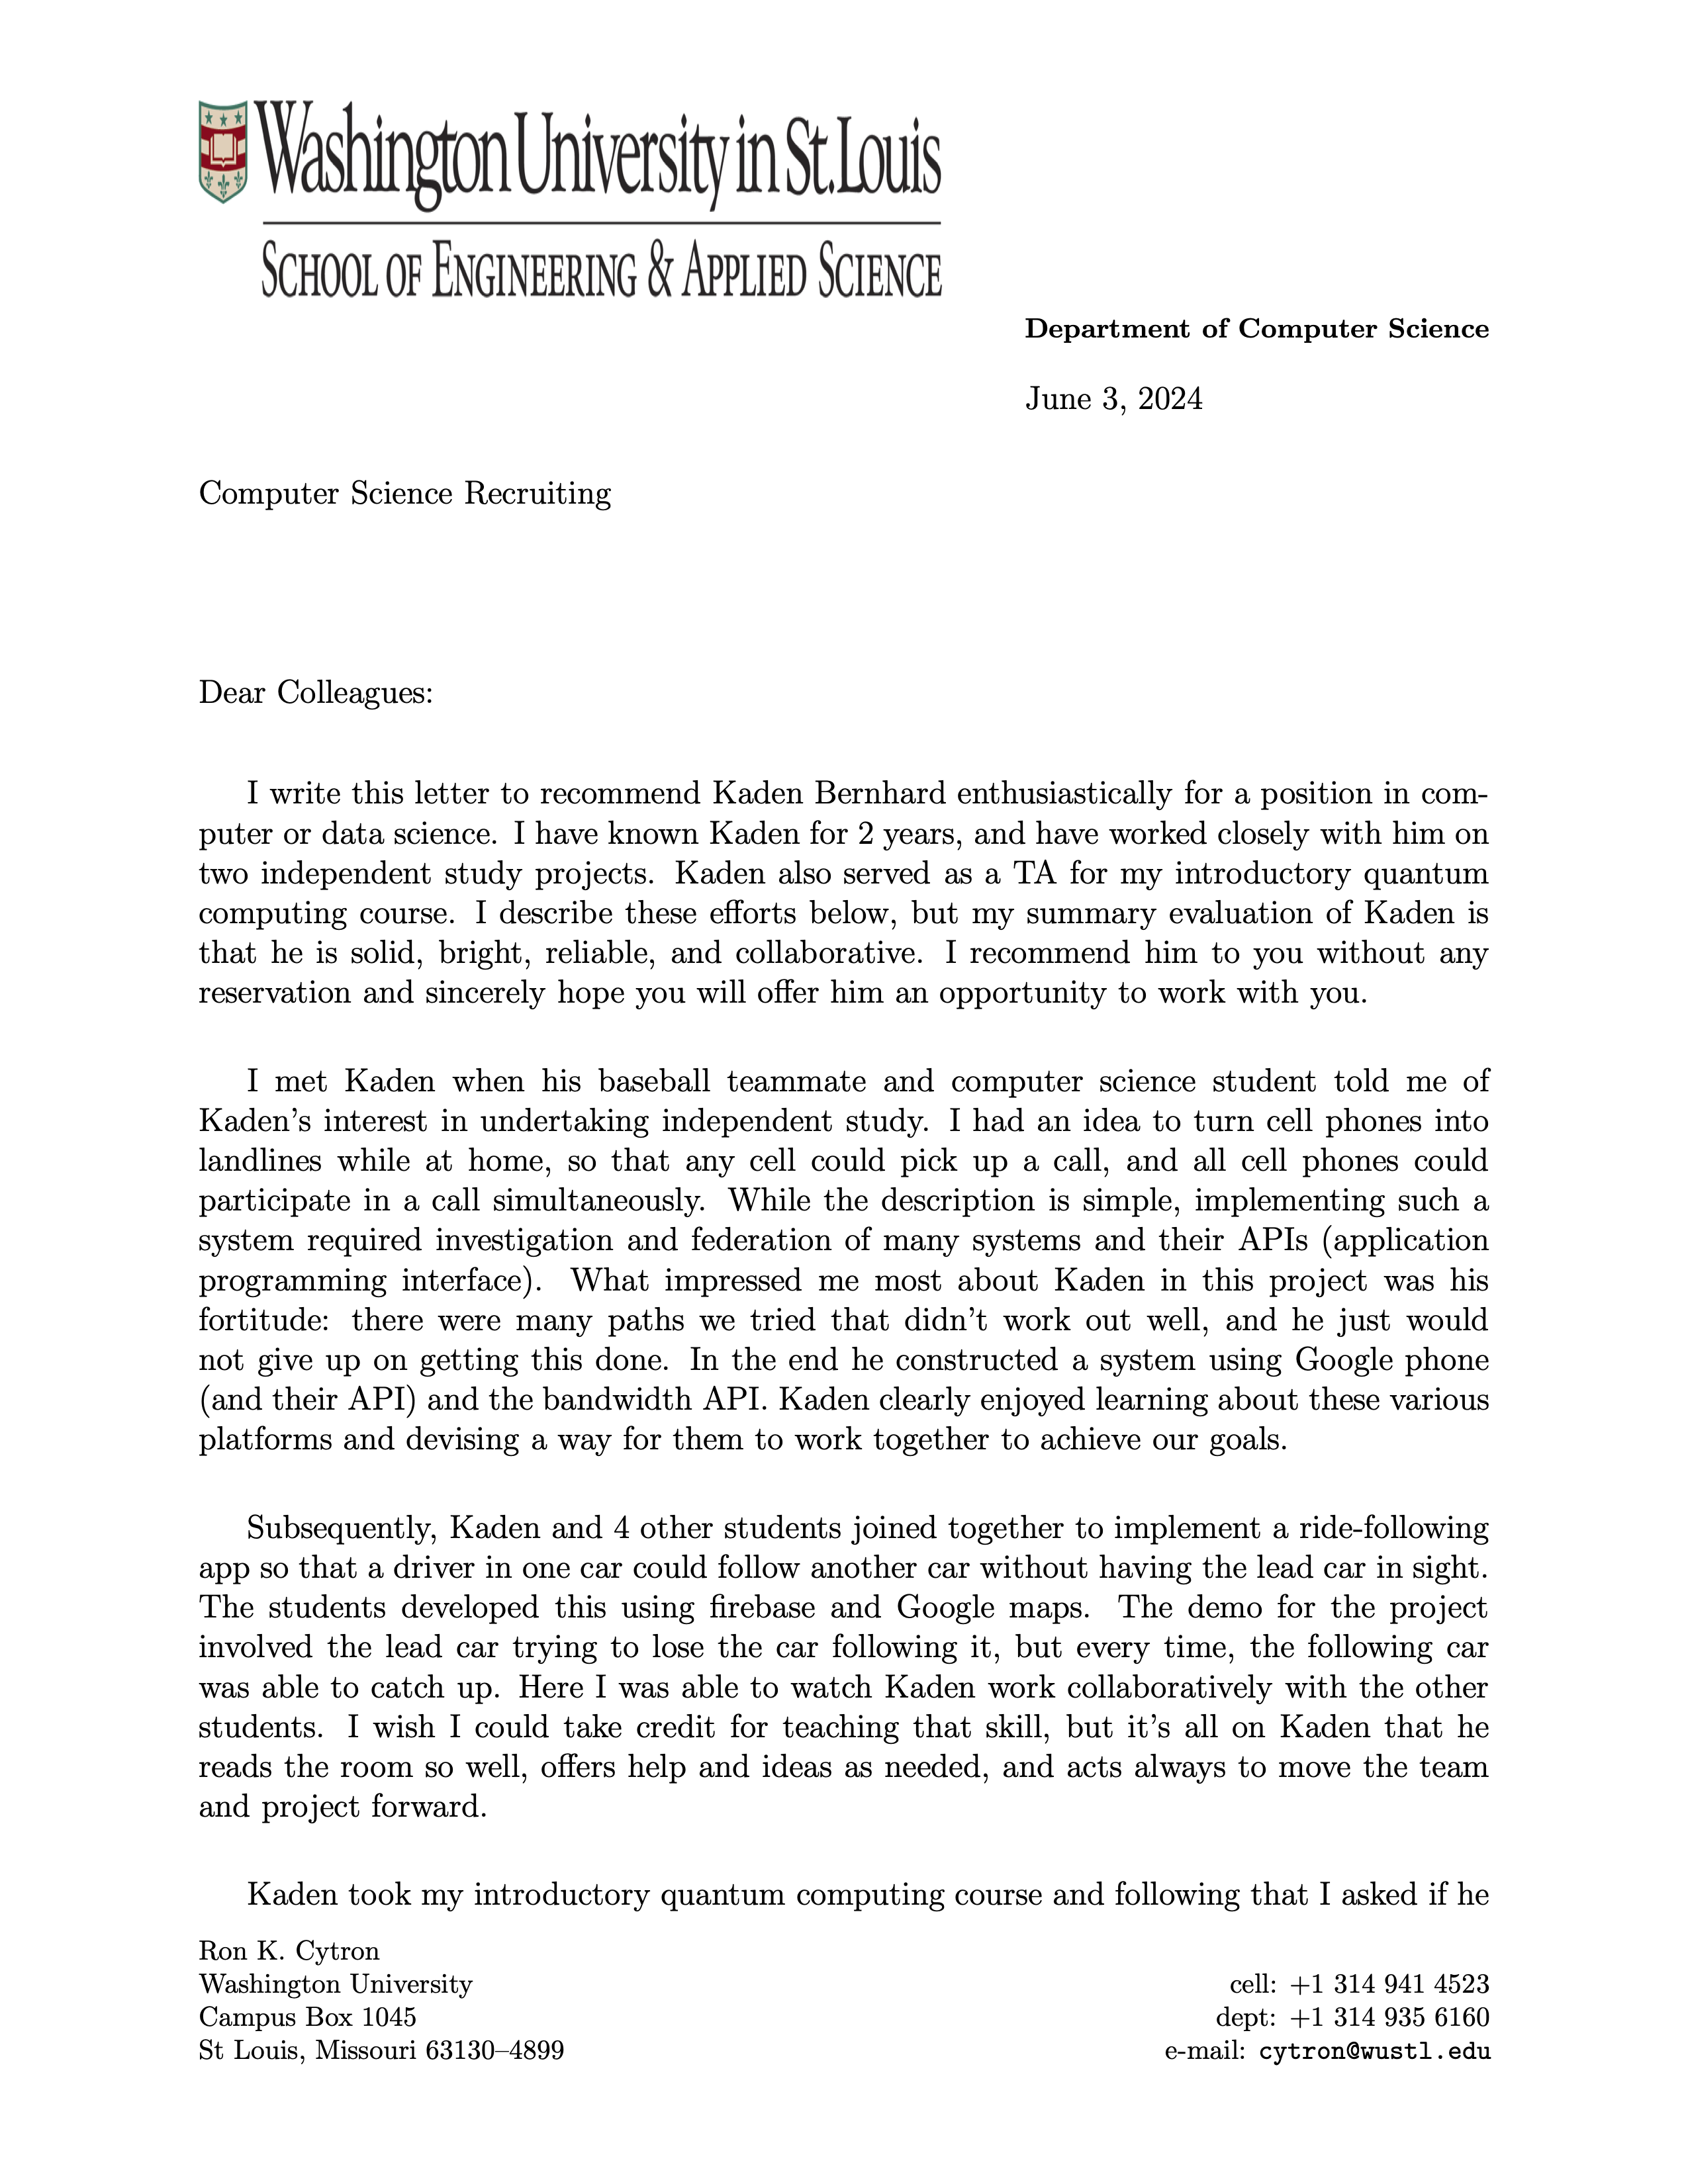 Washington University in St. Louis
SCHOOL OF ENGINEERING & APPLIED SCIENCE
Department of Computer Science
June 3, 2024
Computer Science Recruiting
Dear Colleagues:
I write this letter to recommend Kaden Bernhard enthusiastically for a position in com-
puter or data science. I have known Kaden for 2 years, and have worked closely with him on
two independent study projects. Kaden also served as a TA for my introductory quantum
computing course. I describe these efforts below, but my summary evaluation of Kaden is
that he is solid, bright, reliable, and collaborative. I recommend him to you without any
reservation and sincerely hope you will offer him an opportunity to work with you.
I met Kaden when his baseball teammate and computer science student told me of
Kaden's interest in undertaking independent study. I had an idea to turn cell phones into
landlines while at home, so that any cell could pick up a call, and all cell phones could
participate in a call simultaneously. While the description is simple, implementing such a
system required investigation and federation of many systems and their APIs (application
programming interface). What impressed me most about Kaden in this project was his
fortitude: there were many paths we tried that didn't work out well, and he just would
not give up on getting this done. In the end he constructed a system using Google phone
(and their API) and the bandwidth API. Kaden clearly enjoyed learning about these various
platforms and devising a way for them to work together to achieve our goals.
Subsequently, Kaden and 4 other students joined together to implement a ride-following
app so that a driver in one car could follow another car without having the lead car in sight.
The students developed this using firebase and Google maps. The demo for the project
involved the lead car trying to lose the car following it, but every time, the following car
was able to catch up. Here I was able to watch Kaden work collaboratively with the other
students. I wish I could take credit for teaching that skill, but it's all on Kaden that he
reads the room so well, offers help and ideas as needed, and acts always to move the team
and project forward.
Kaden took my introductory quantum computing course and following that I asked if he
Ron K. Cytron
Washington University
Campus Box 1045
St Louis, Missouri 63130–4899
cell: +1 314 941 4523
dept: +1 314 935 6160
e-mail: cytron@wustl.edu